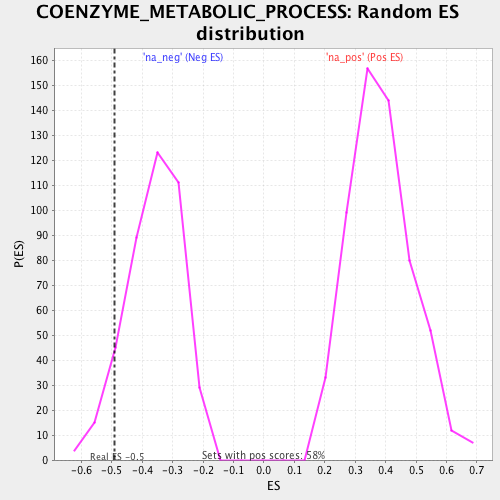 COENZYME_METABOLIC_PROCESS: Random ES
distribution
'na_neg' (Neg ES)
'na_pos' (Pos ES)
160
150
140
130
120
110
100
90
80
70
60
50
40
30
20
10
0
P(ES)
Real ES -0.5
Sets with pos scores: 58%
-0.6 -0.5 -0.4 -0.3 -0.2 -0.1 0.0 0.1 0.2 0.3 0.4 0.5 0.6 0.7
ES